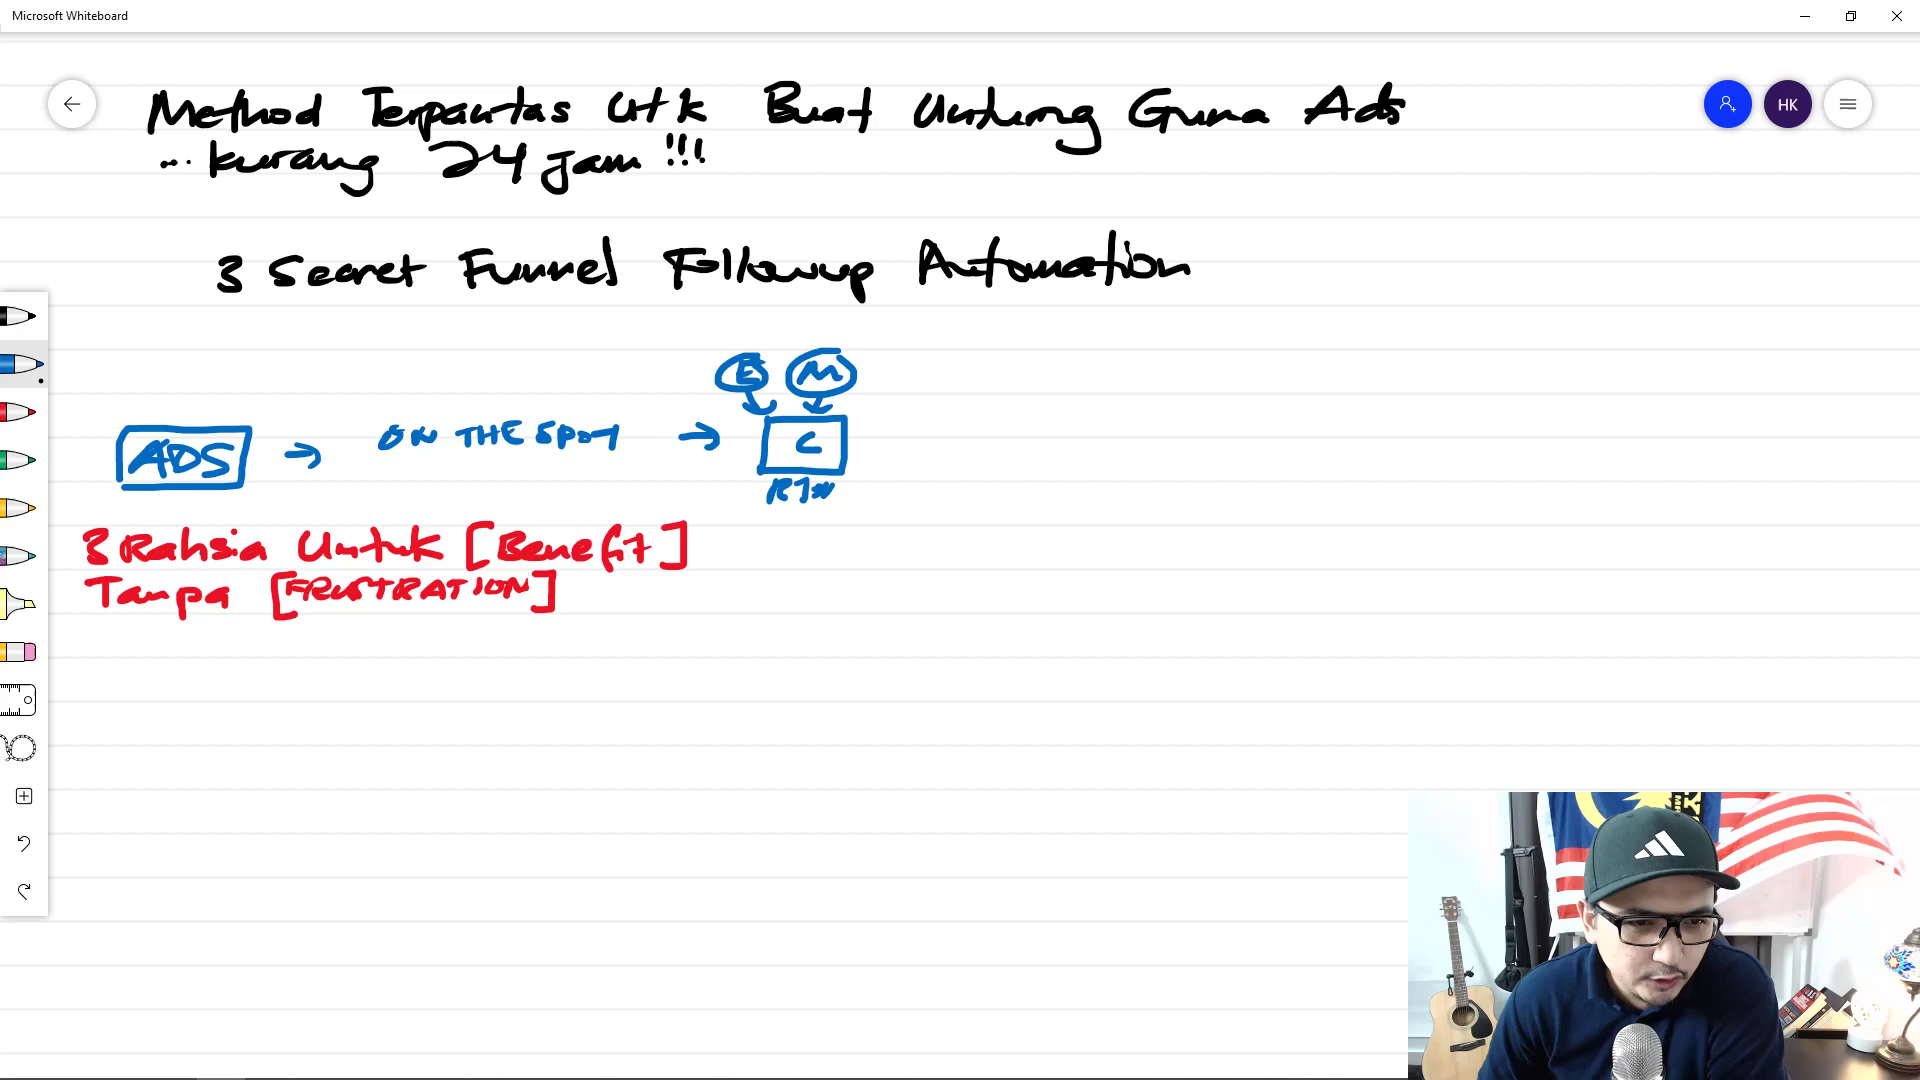 Microsoft Whiteboard
HK
Method Terpantas Utk Buat Untung Guna Ads
... kurang 24 jam !!!
3 Secret Funnel Followup Automation
E M
ADS → ON THE SPOT → C
3 Rahsia Untuk [Benefit]
Tanpa [FRUSTRATION]